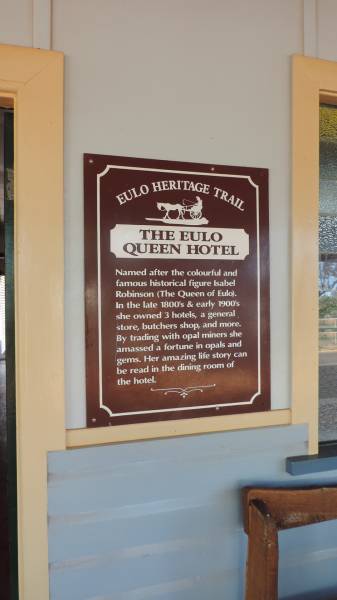 EULO HERITAGE TRAIL
THE EULO
QUEEN HOTEL
Named after the colourful and
famous historical figure Isabel
Robinson (The Queen of Eulo).
In the late 1800's & early 1900's
she owned 3 hotels, a general
store, butchers shop, and more.
By trading with opal miners she
amassed a fortune in opals and
gems. Her amazing life story can
be read in the dining room of
the hotel.